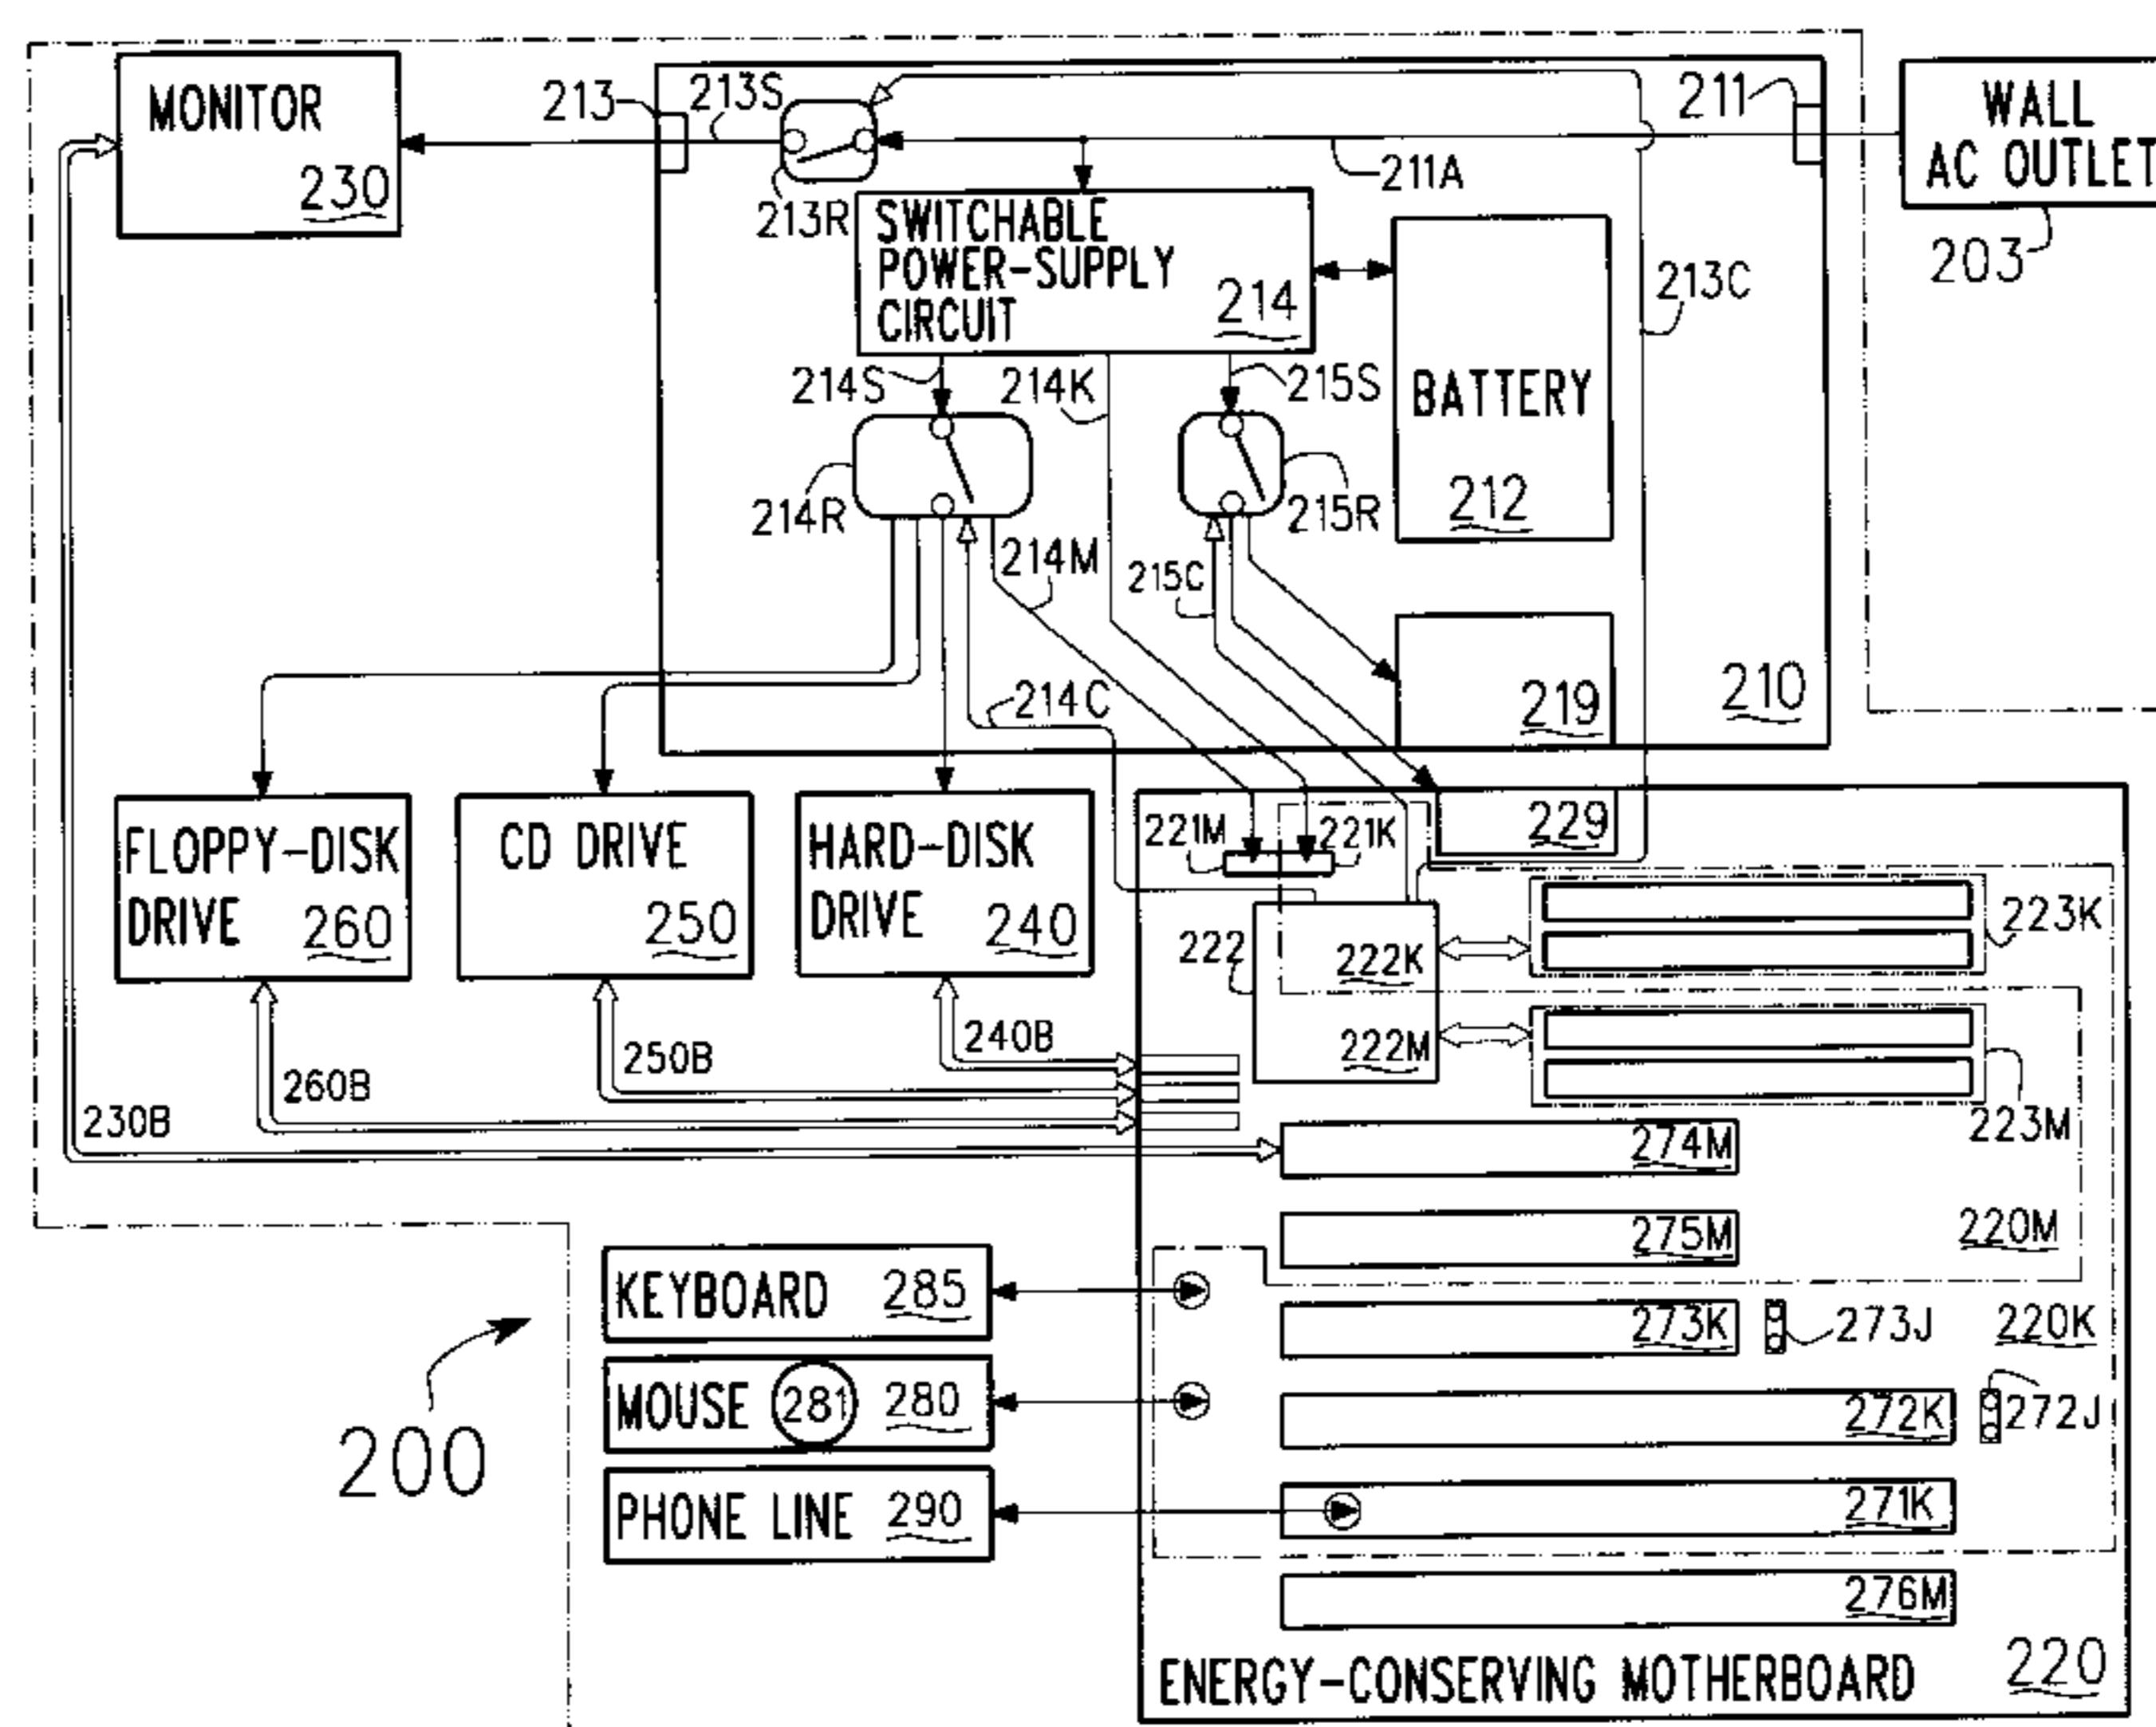 MONITOR
230
213
213S
213R
211
211A
WALL
AC OUTLET
203
SWITCHABLE
POWER-SUPPLY
CIRCUIT
214
BATTERY
212
213C
214S
214K
215S
214R
215R
214M
215C
214C
219
210
FLOPPY-DISK
DRIVE
260
CD DRIVE
250
HARD-DISK
DRIVE
240
221M
221K
229
222
222K
222M
223K
223M
240B
250B
260B
230B
274M
275M
220M
KEYBOARD
285
273K
273J
220K
MOUSE
281
280
272K
272J
200
PHONE LINE
290
271K
276M
ENERGY-CONSERVING MOTHERBOARD
220